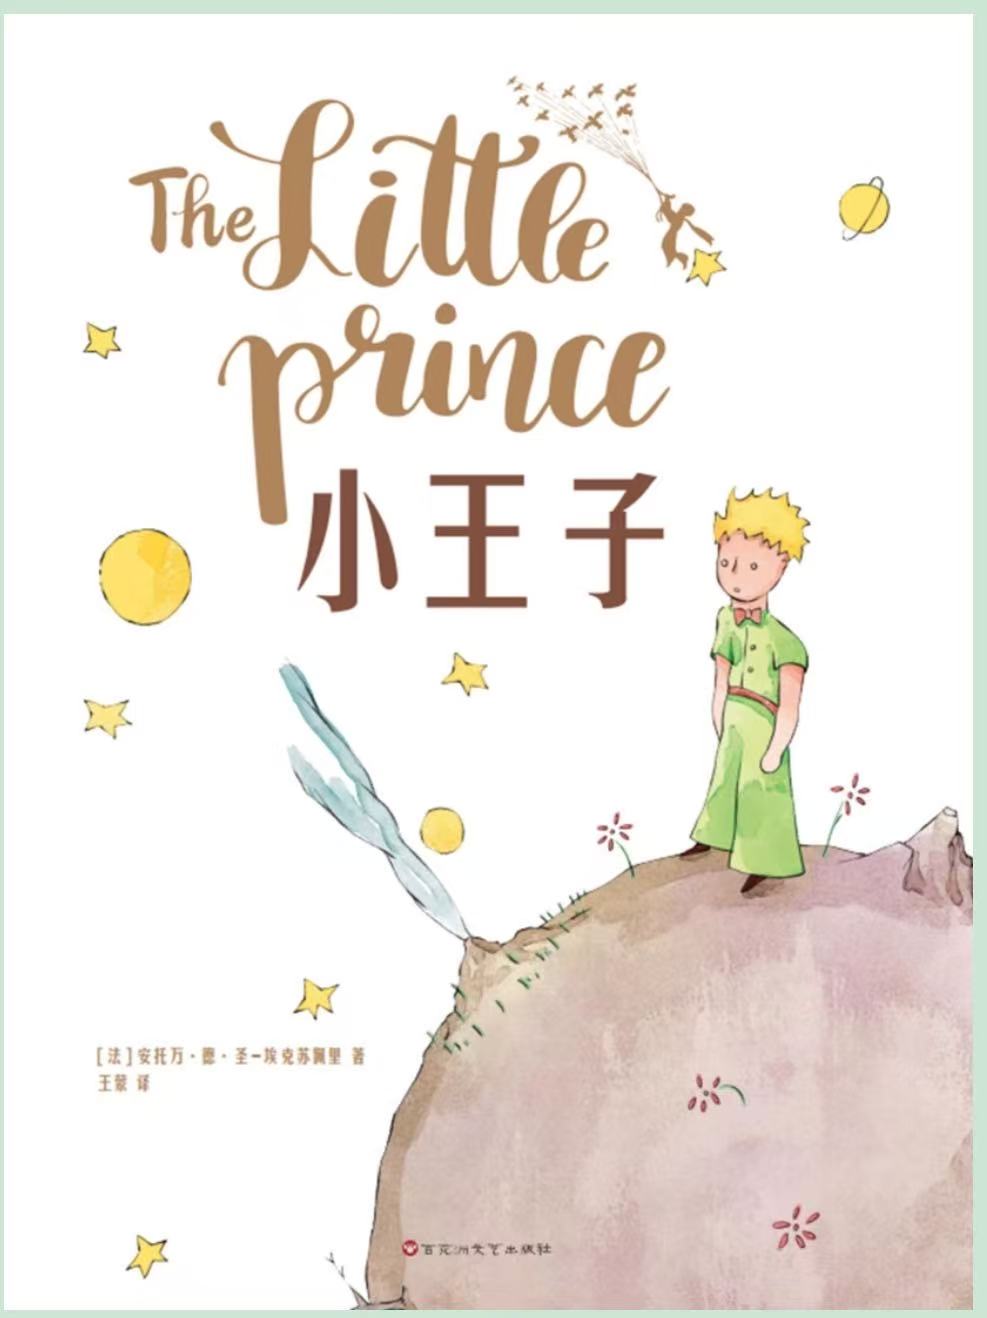 The Little
prince
小王子
[法]安托万·德·圣-埃克苏佩里 著
王蒙 译
百花洲文艺出版社